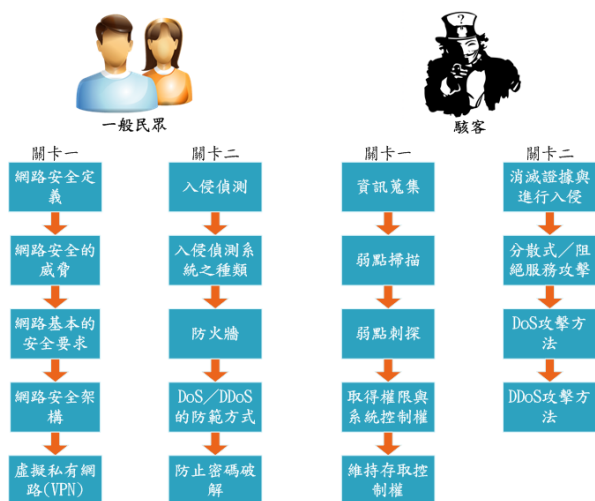 ?
一般民眾
駭客
關卡一
網路安全定
義
網路安全的
威脅
網路基本的
安全要求
網路安全架
構
虛擬私有網
路(VPN)
關卡二
入侵偵測
入侵偵測系
統之種類
防火牆
DoS/DDoS
的防範方式
防止密碼破
解
關卡一
資訊蒐集
弱點掃描
弱點刺探
取得權限與
系統控制權
維持存取控
制權
關卡二
消滅證據與
進行入侵
分散式/阻
絕服務攻擊
DoS攻擊方
法
DDoS攻擊方
法